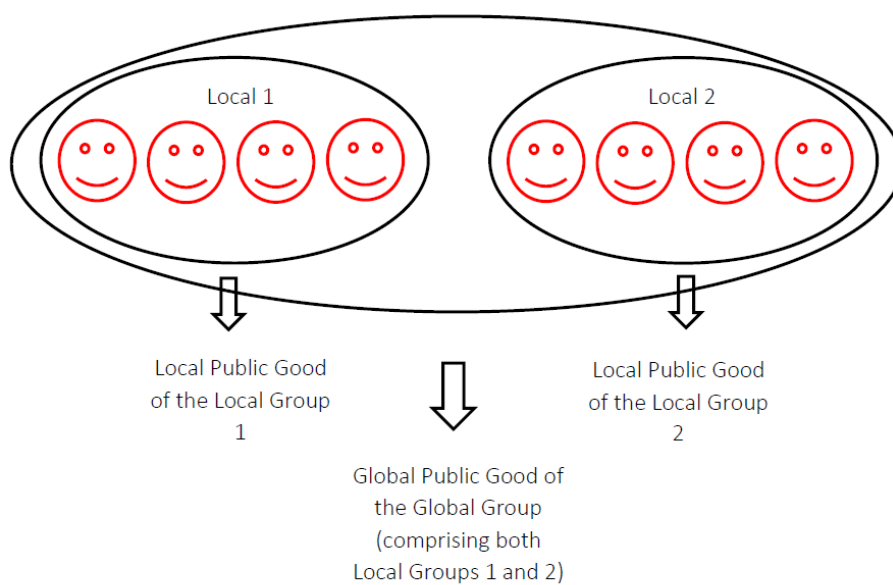 Local 1
Local 2
Local Public Good
of the Local Group
1
Local Public Good
of the Local Group
2
Global Public Good of
the Global Group
(comprising both
Local Groups 1 and 2)